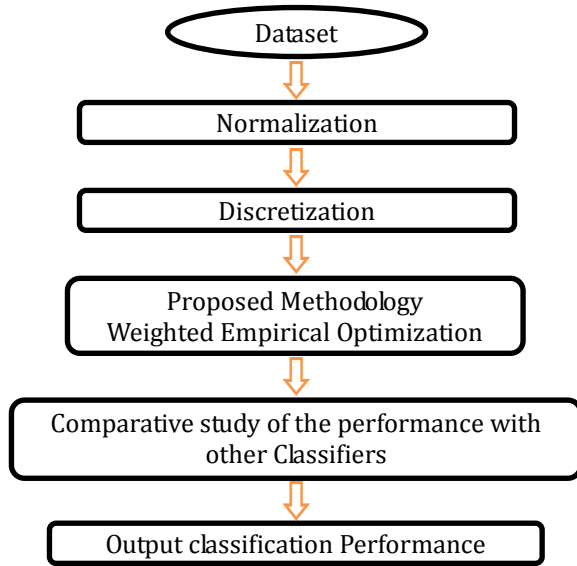 Dataset
Normalization
Discretization
Proposed Methodology
Weighted Empirical Optimization
Comparative study of the performance with
other Classifiers
Output classification Performance